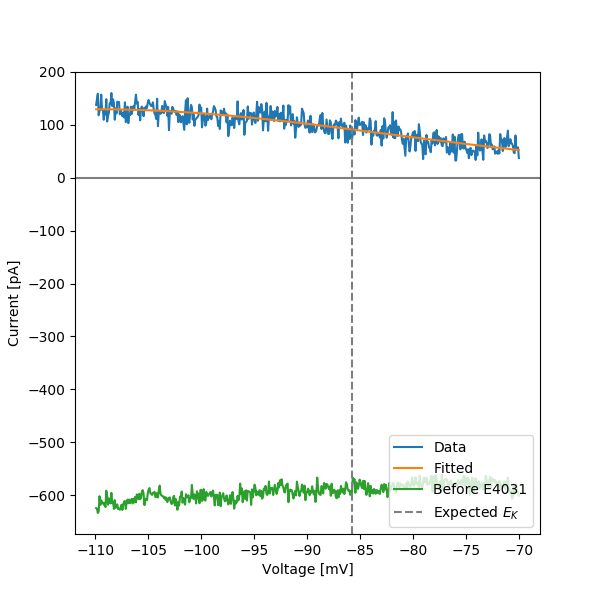 200
100
0
−100
−200
−300
−400
−500
−600
Current [pA]
Data
Fitted
Before E4031
Expected E_K
−110 −105 −100 −95 −90 −85 −80 −75 −70
Voltage [mV]